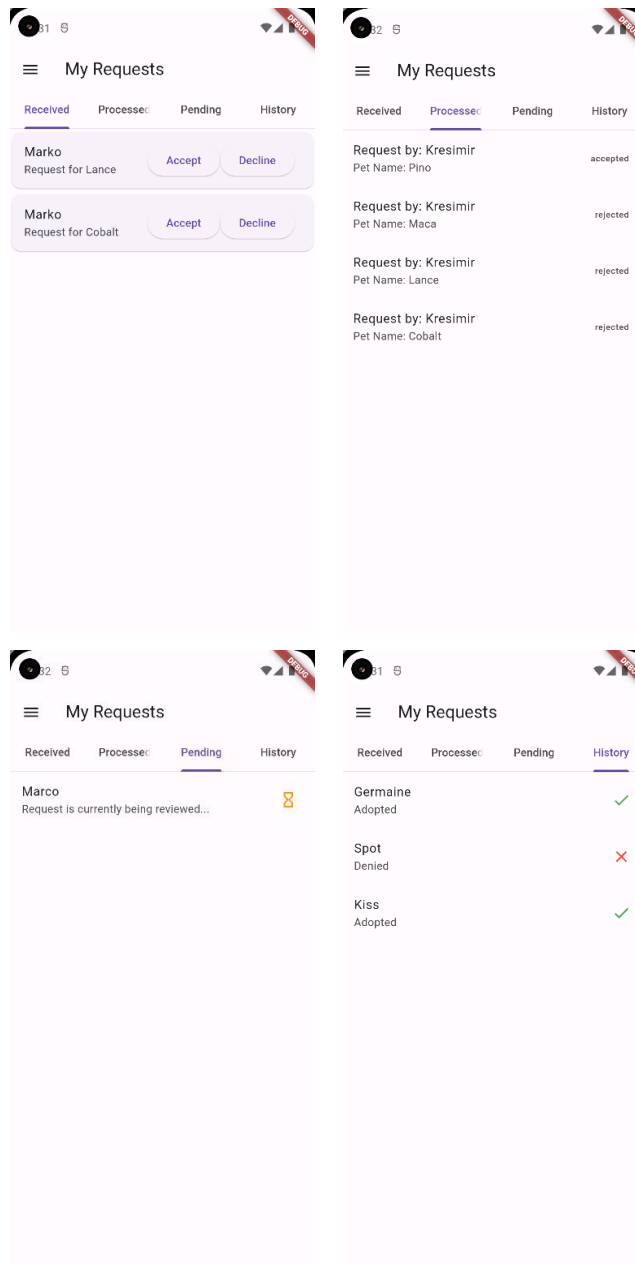 31
DEBUG
My Requests
Received Processed Pending History
Marko
Request for Lance
Accept Decline
Marko
Request for Cobalt
Accept Decline
32
My Requests
Received Processed Pending History
Request by: Kresimir
Pet Name: Pino
accepted
Request by: Kresimir
Pet Name: Maca
rejected
Request by: Kresimir
Pet Name: Lance
rejected
Request by: Kresimir
Pet Name: Cobalt
rejected
32
DEBUG
My Requests
Received Processed Pending History
Marco
Request is currently being reviewed...
31
My Requests
Received Processed Pending History
Germaine
Adopted
Spot
Denied
Kiss
Adopted